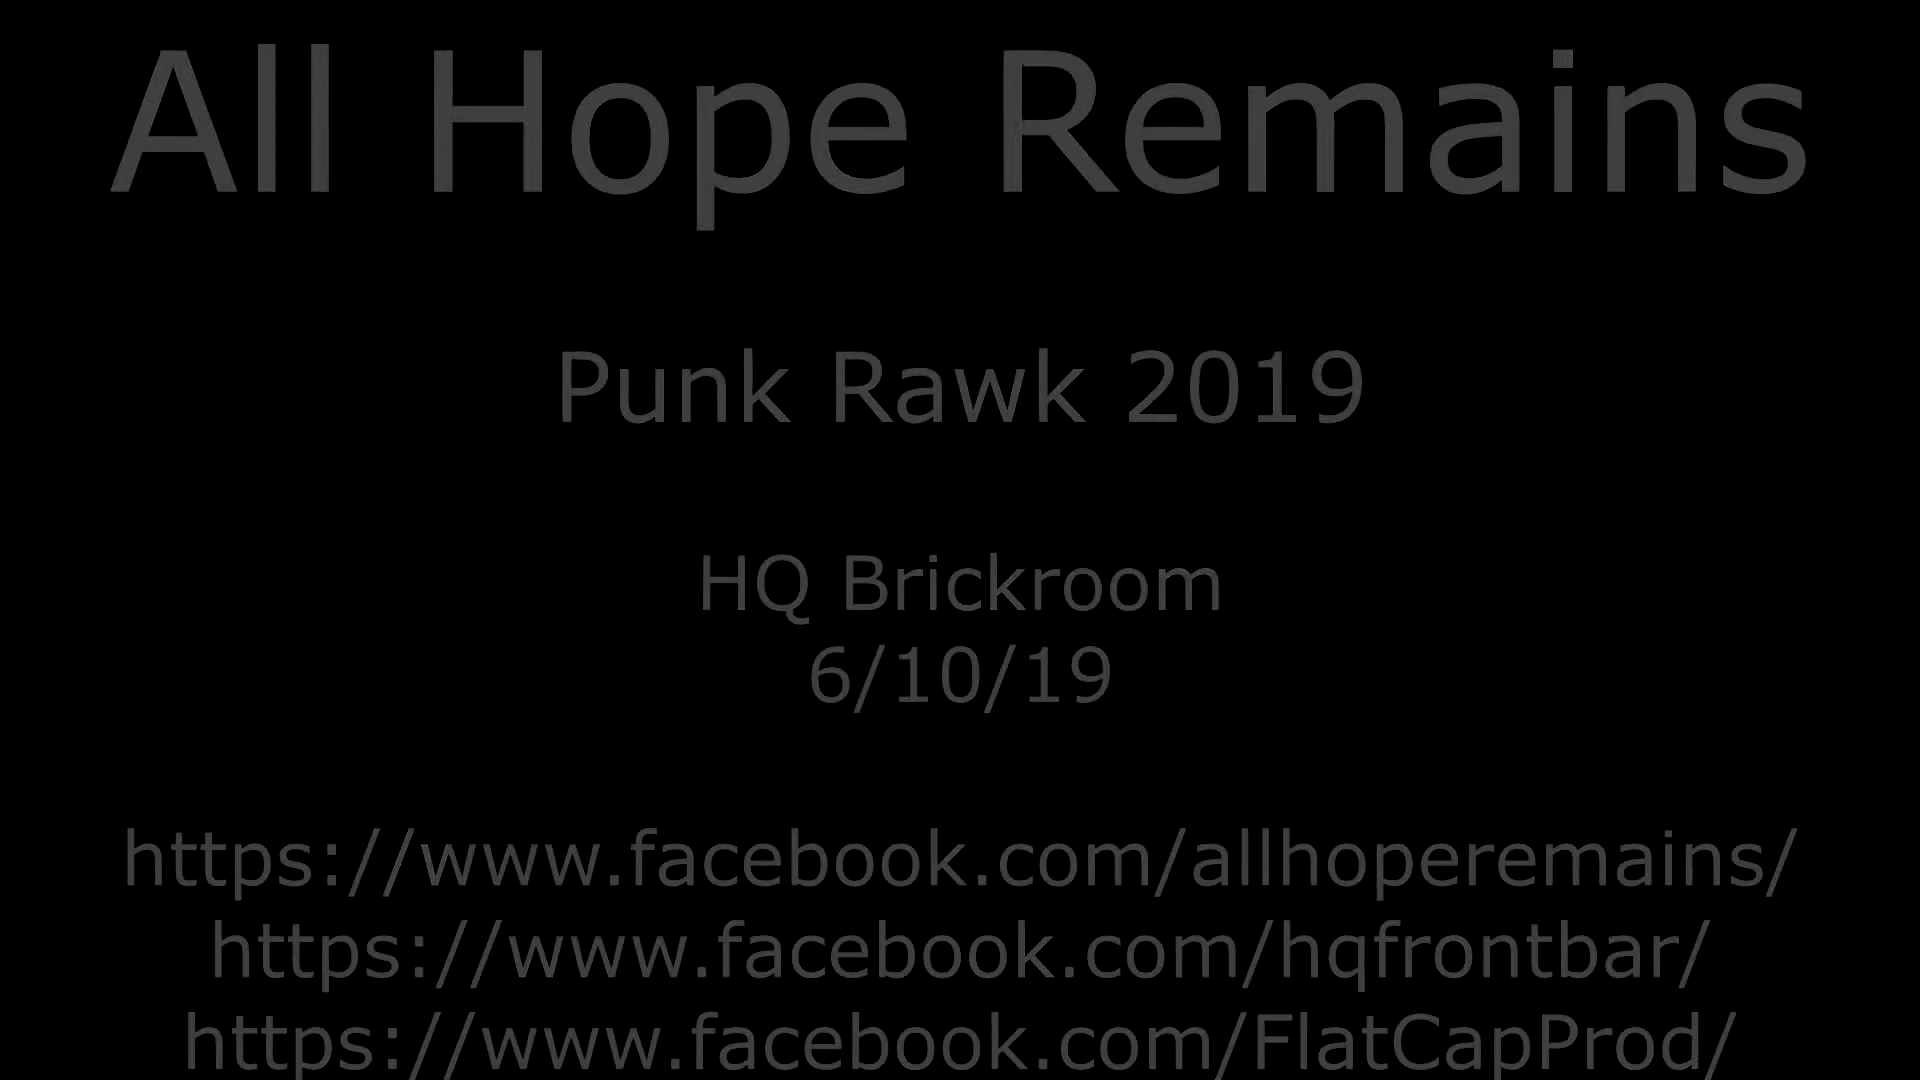 All Hope Remains
Punk Rawk 2019
HQ Brickroom
6/10/19
https://www.facebook.com/allhoperemains/
https://www.facebook.com/hqfrontbar/
https://www.facebook.com/FlatCapProd/